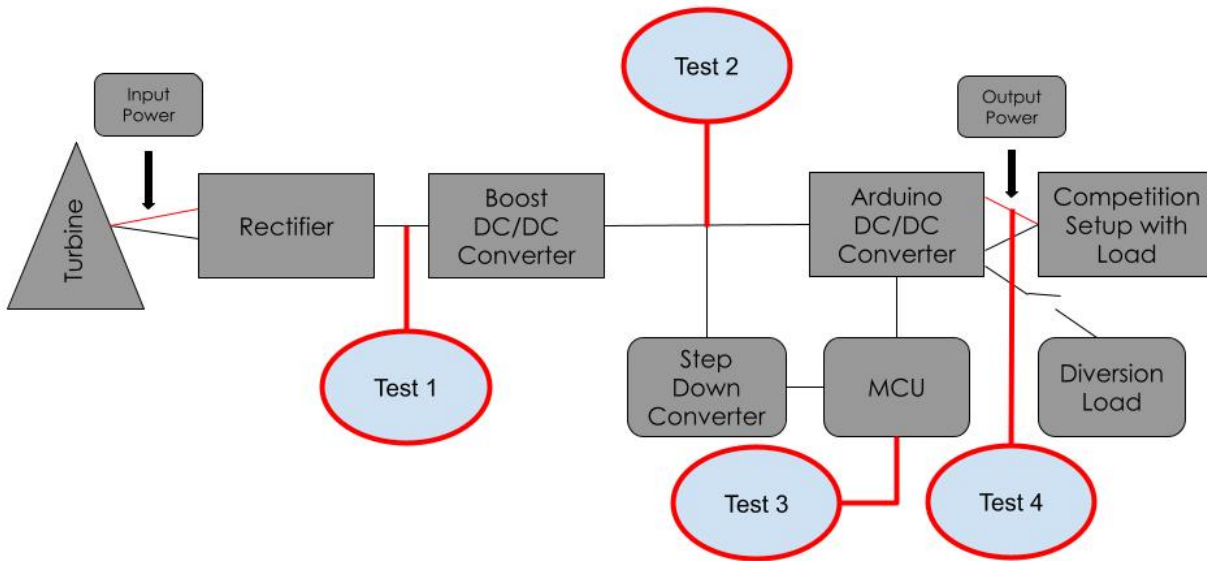 Test 2
Input
Power
Output
Power
Turbine
Rectifier
Boost
DC/DC
Converter
Arduino
DC/DC
Converter
Competition
Setup with
Load
Test 1
Step
Down
Converter
MCU
Diversion
Load
Test 3
Test 4